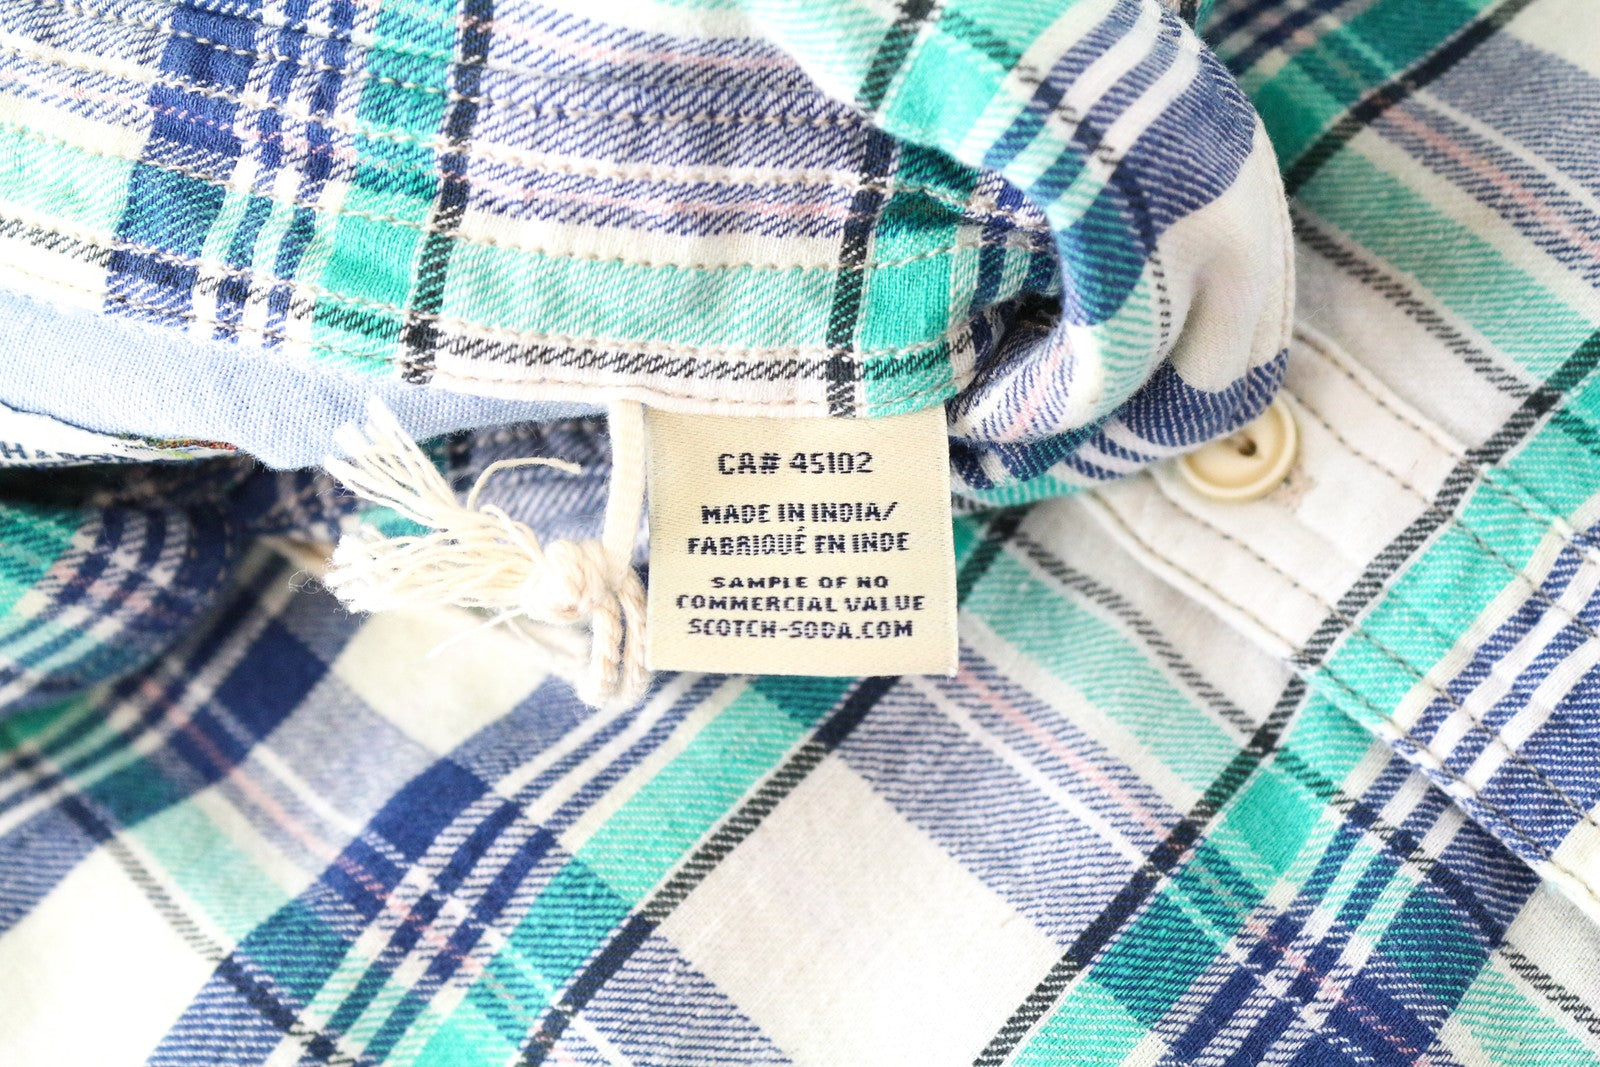 CA# 45102
MADE IN INDIA/
FABRIQUÉ EN INDE
SAMPLE OF NO
COMMERCIAL VALUE
SCOTCH-SODA.COM